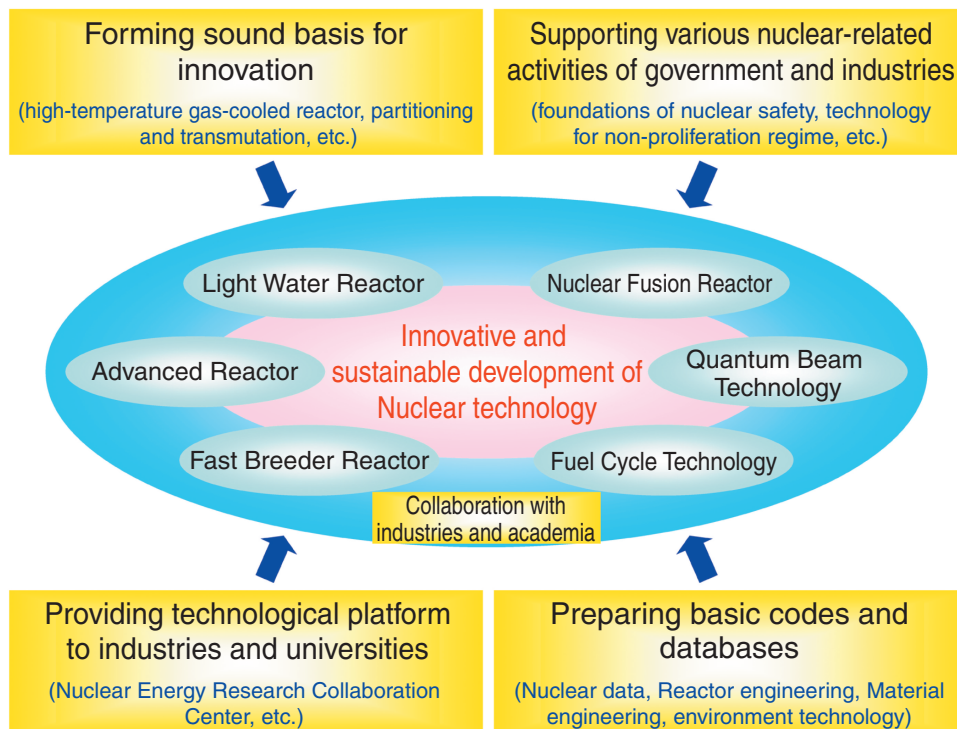 Forming sound basis for
innovation
(high-temperature gas-cooled reactor, partitioning
and transmutation, etc.)
Supporting various nuclear-related
activities of government and industries
(foundations of nuclear safety, technology
for non-proliferation regime, etc.)
Light Water Reactor
Nuclear Fusion Reactor
Advanced Reactor
Innovative and
sustainable development of
Nuclear technology
Quantum Beam
Technology
Fast Breeder Reactor
Fuel Cycle Technology
Collaboration with
industries and academia
Providing technological platform
to industries and universities
(Nuclear Energy Research Collaboration
Center, etc.)
Preparing basic codes and
databases
(Nuclear data, Reactor engineering, Material
engineering, environment technology)